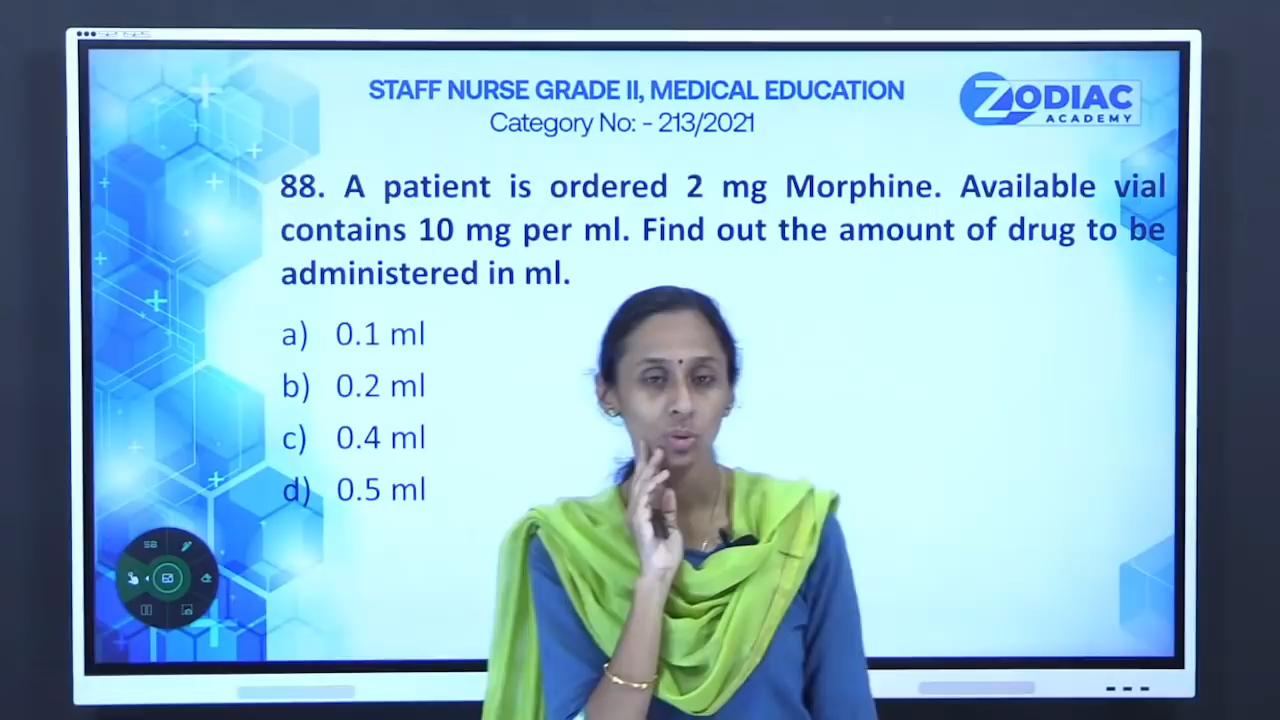 STAFF NURSE GRADE II, MEDICAL EDUCATION
Category No: - 213/2021
ZODIAC
ACADEMY
88. A patient is ordered 2 mg Morphine. Available vial
contains 10 mg per ml. Find out the amount of drug to be
administered in ml.
a) 0.1 ml
b) 0.2 ml
c) 0.4 ml
d) 0.5 ml